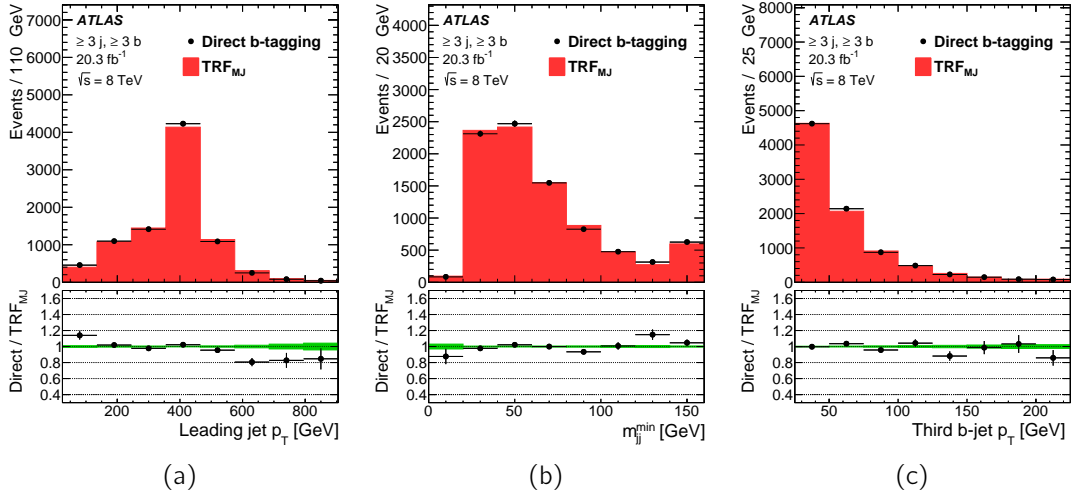 Events / 110 GeV
7000
6000
5000
4000
3000
2000
1000
0
ATLAS
≥ 3 j, ≥ 3 b
20.3 fb⁻¹
√s = 8 TeV
Direct b-tagging
TRF_MJ
Direct / TRF_MJ
1.6
1.4
1.2
1
0.8
0.6
0.4
200 400 600 800
Leading jet p_T [GeV]
(a)
Events / 20 GeV
4000
3500
3000
2500
2000
1500
1000
500
0
ATLAS
≥ 3 j, ≥ 3 b
20.3 fb⁻¹
√s = 8 TeV
Direct b-tagging
TRF_MJ
Direct / TRF_MJ
1.6
1.4
1.2
1
0.8
0.6
0.4
0 50 100 150
m_jj^min [GeV]
(b)
Events / 25 GeV
8000
7000
6000
5000
4000
3000
2000
1000
0
ATLAS
≥ 3 j, ≥ 3 b
20.3 fb⁻¹
√s = 8 TeV
Direct b-tagging
TRF_MJ
Direct / TRF_MJ
1.6
1.4
1.2
1
0.8
0.6
0.4
50 100 150 200
Third b-jet p_T [GeV]
(c)